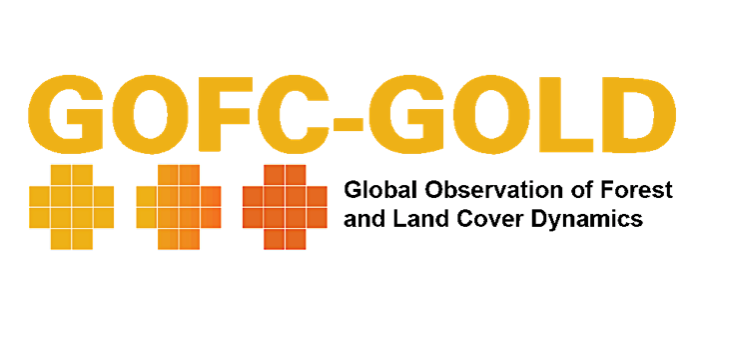 GOFC-GOLD
Global Observation of Forest
and Land Cover Dynamics